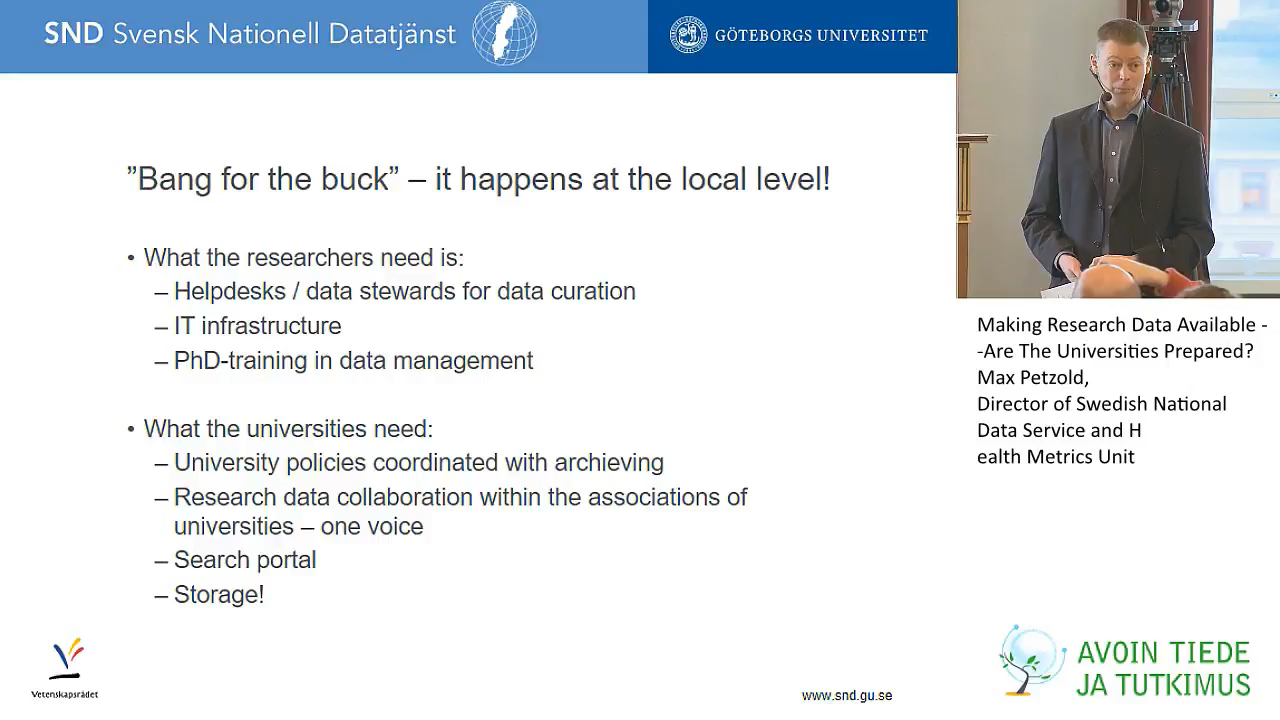 SND Svensk Nationell Datatjänst
GÖTEBORGS UNIVERSITET
”Bang for the buck” – it happens at the local level!
• What the researchers need is:
– Helpdesks / data stewards for data curation
– IT infrastructure
– PhD-training in data management
• What the universities need:
– University policies coordinated with archieving
– Research data collaboration within the associations of
universities – one voice
– Search portal
– Storage!
Vetenskapsrådet
www.snd.gu.se
Making Research Data Available -
-Are The Universities Prepared?
Max Petzold,
Director of Swedish National
Data Service and H
ealth Metrics Unit
AVOIN TIEDE
JA TUTKIMUS